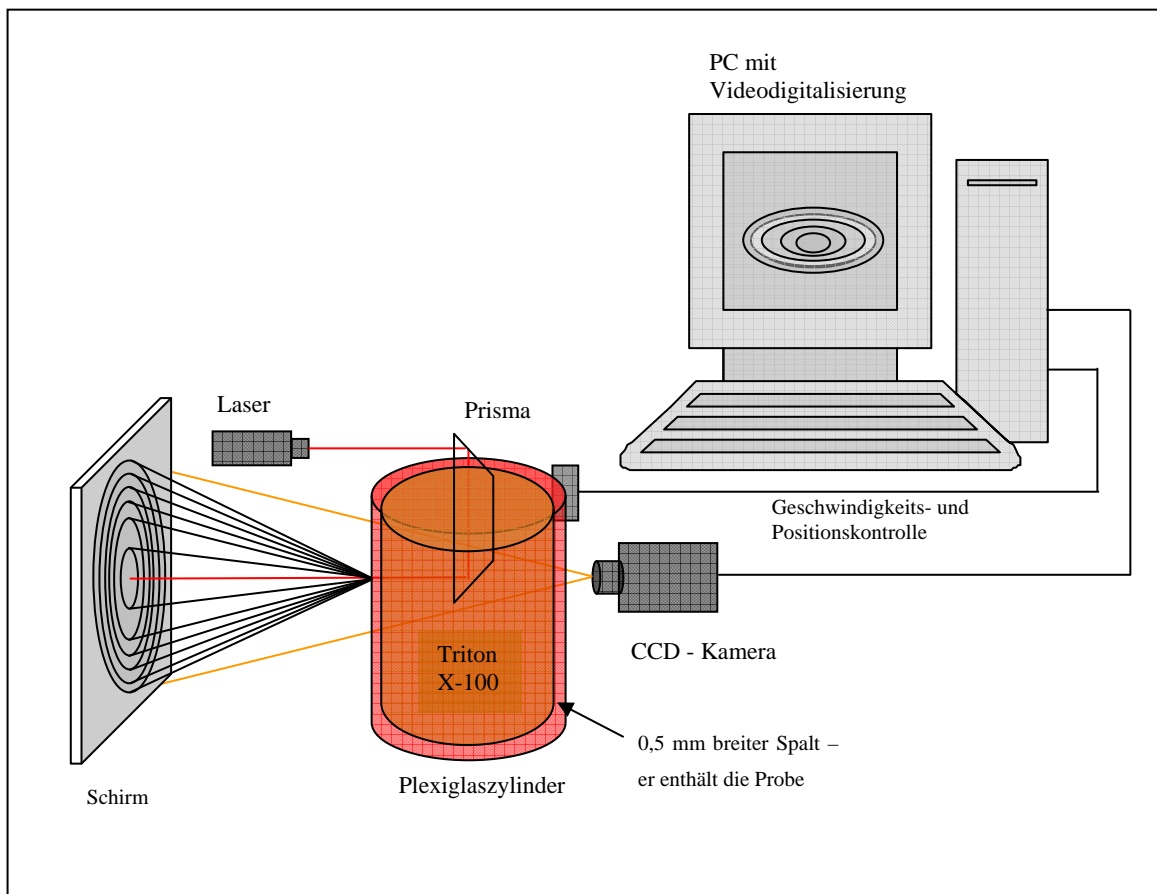 PC mit
Videodigitalisierung
Laser
Prisma
Geschwindigkeits- und
Positionskontrolle
Triton
X-100
CCD - Kamera
0,5 mm breiter Spalt –
er enthält die Probe
Plexiglaszylinder
Schirm